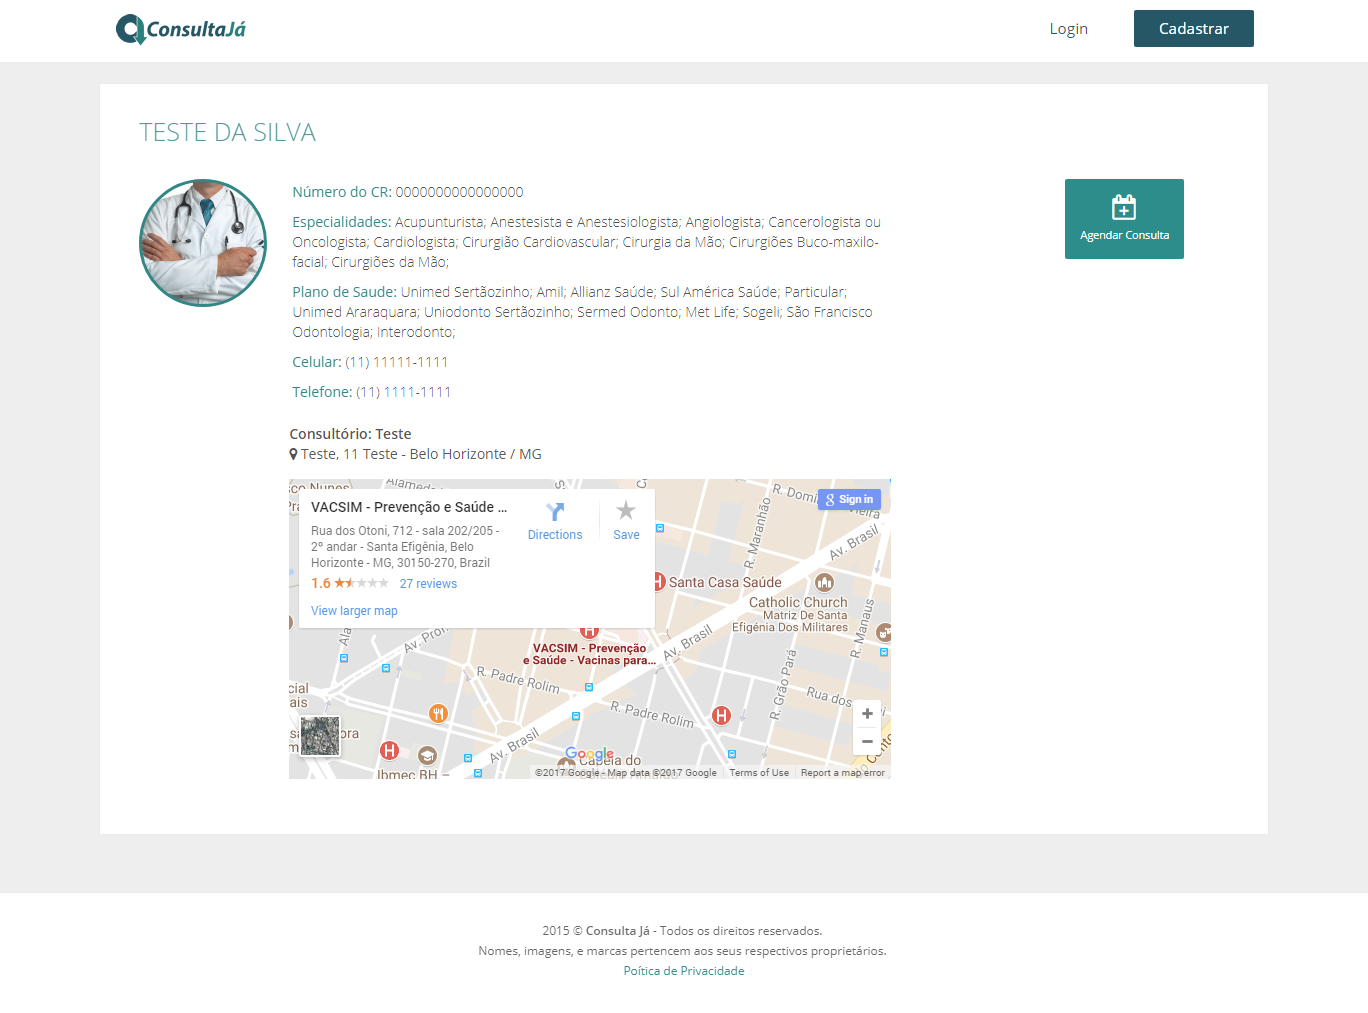 ConsultaJá
Login
Cadastrar
TESTE DA SILVA
Número do CR: 0000000000000000
Especialidades: Acupunturista; Anestesista e Anestesiologista; Angiologista; Cancerologista ou
Oncologista; Cardiologista; Cirurgião Cardiovascular; Cirurgia da Mão; Cirurgiões Buco-maxilo-
facial; Cirurgiões da Mão;
Plano de Saude: Unimed Sertãozinho; Amil; Allianz Saúde; Sul América Saúde; Particular;
Unimed Araraquara; Uniodonto Sertãozinho; Sermed Odonto; Met Life; Sogeli; São Francisco
Odontologia; Interodonto;
Celular: (11) 11111-1111
Telefone: (11) 1111-1111
Agendar Consulta
Consultório: Teste
Teste, 11 Teste - Belo Horizonte / MG
VACSIM - Prevenção e Saúde ...
Rua dos Otoni, 712 - sala 202/205 -
2º andar - Santa Efigênia, Belo
Horizonte - MG, 30150-270, Brazil
1.6
27 reviews
View larger map
Directions
Save
Sign in
sco Nunes
Alameda
R. Maranhão
Av. Brasil
Santa Casa Saúde
Catholic Church
Matriz De Santa
Efigênia Dos Militares
R. Manaus
VACSIM - Prevenção
e Saúde - Vacinas para...
Av. Brasil
R. Padre Rolim
R. Grão Pará
Rua dos
R. Padre Rolim
Av. Brasil
cial
rais
Ibmec BH –
Google
Capela do
+
−
©2017 Google - Map data ©2017 Google
Terms of Use
Report a map error
2015 © Consulta Já - Todos os direitos reservados.
Nomes, imagens, e marcas pertencem aos seus respectivos proprietários.
Poítica de Privacidade